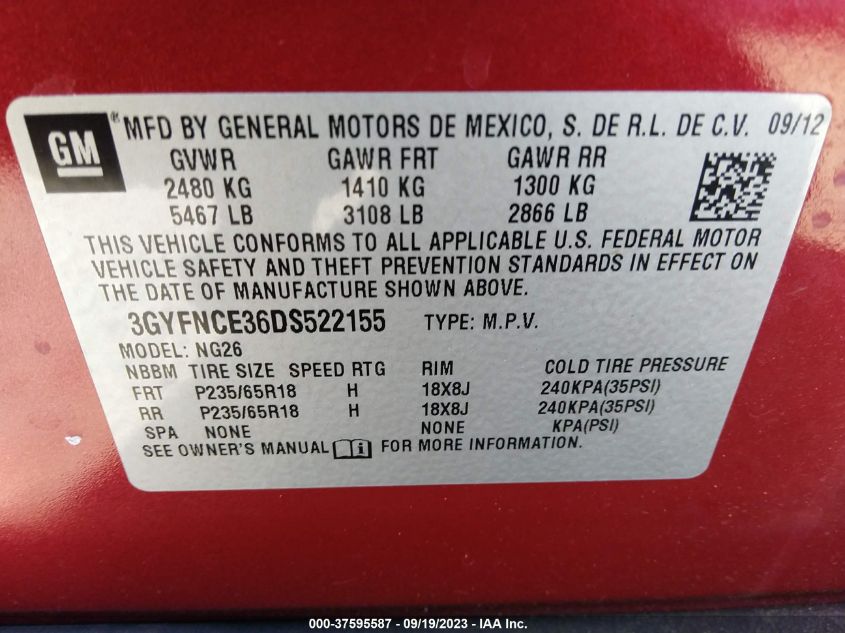 GM® MFD BY GENERAL MOTORS DE MEXICO, S. DE R.L. DE C.V. 09/12
GVWR GAWR FRT GAWR RR
2480 KG 1410 KG 1300 KG
5467 LB 3108 LB 2866 LB
THIS VEHICLE CONFORMS TO ALL APPLICABLE U.S. FEDERAL MOTOR
VEHICLE SAFETY AND THEFT PREVENTION STANDARDS IN EFFECT ON
THE DATE OF MANUFACTURE SHOWN ABOVE.
3GYFNCE36DS522155 TYPE: M.P.V.
MODEL: NG26
NBBM TIRE SIZE SPEED RTG RIM COLD TIRE PRESSURE
FRT P235/65R18 H 18X8J 240KPA(35PSI)
RR P235/65R18 H 18X8J 240KPA(35PSI)
SPA NONE NONE KPA(PSI)
SEE OWNER'S MANUAL FOR MORE INFORMATION.
000-37595587 - 09/19/2023 - IAA Inc.